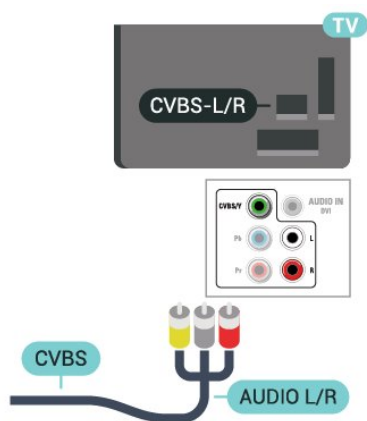 TV
CVBS-L/R
CVBS/Y
AUDIO IN
DVI
Pb
L
Pr
R
CVBS
AUDIO L/R